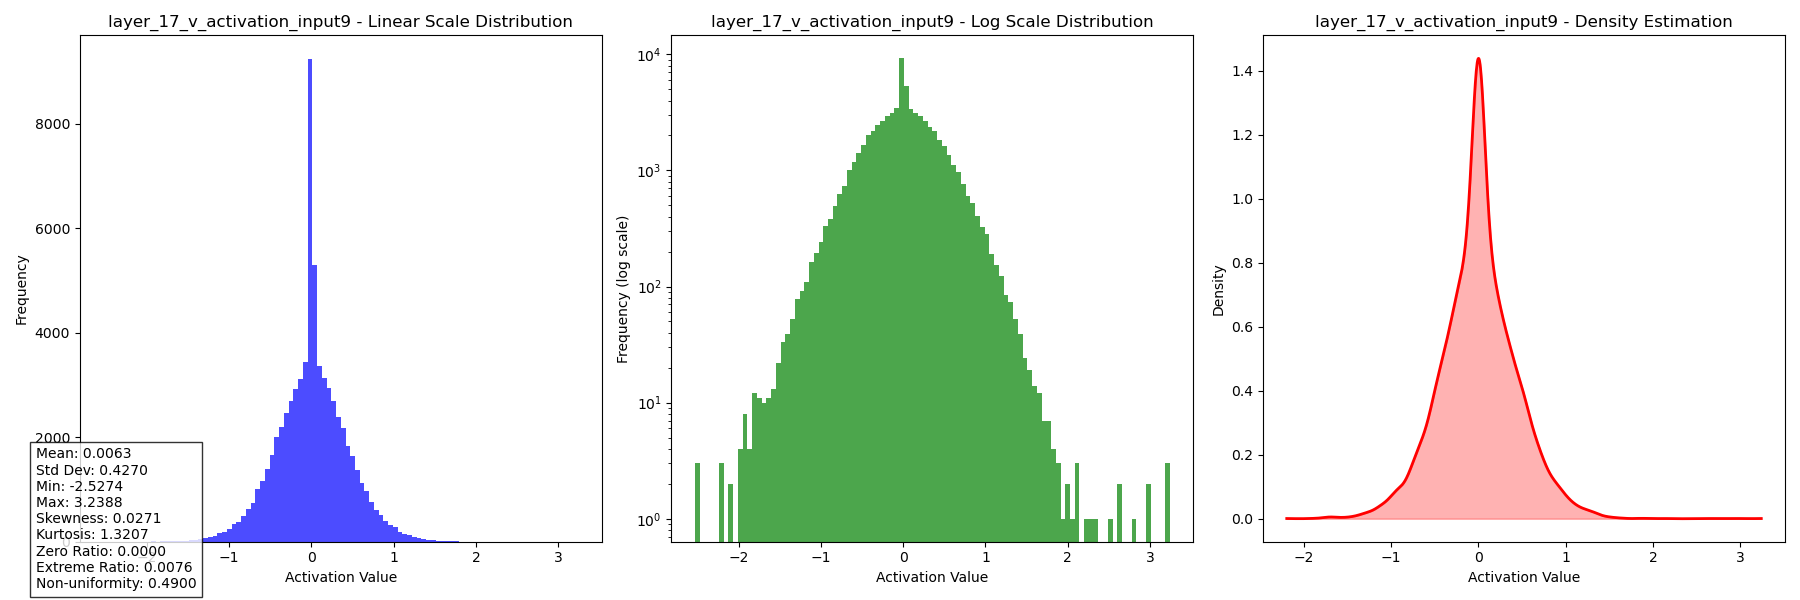 layer_17_v_activation_input9 - Linear Scale Distribution
Frequency
8000
6000
4000
2000
0
−1
0
1
2
3
Activation Value
Mean: 0.0063
Std Dev: 0.4270
Min: -2.5274
Max: 3.2388
Skewness: 0.0271
Kurtosis: 1.3207
Zero Ratio: 0.0000
Extreme Ratio: 0.0076
Non-uniformity: 0.4900
layer_17_v_activation_input9 - Log Scale Distribution
Frequency (log scale)
10⁴
10³
10²
10¹
10⁰
−2
−1
0
1
2
3
Activation Value
layer_17_v_activation_input9 - Density Estimation
Density
1.4
1.2
1.0
0.8
0.6
0.4
0.2
0.0
−2
−1
0
1
2
3
Activation Value